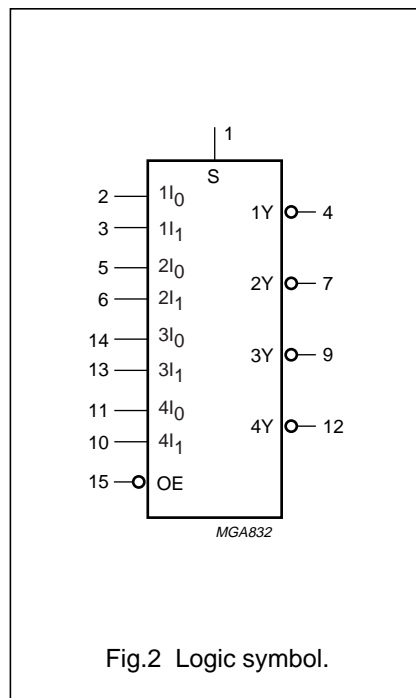 1
S
2 1I0 1Y 4
3 1I1
5 2I0 2Y 7
6 2I1
14 3I0 3Y 9
13 3I1
11 4I0 4Y 12
10 4I1
15 OE
MGA832
Fig.2 Logic symbol.